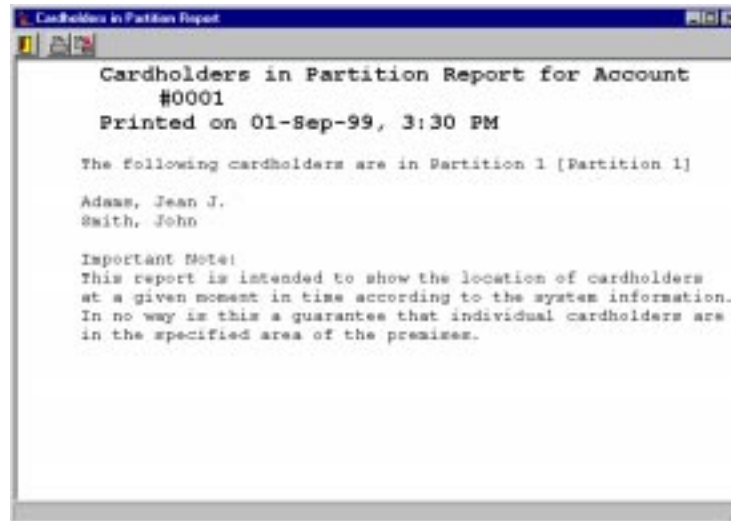 Cardholders in Partition Report
Cardholders in Partition Report for Account
#0001
Printed on 01-Sep-99, 3:30 PM
The following cardholders are in Partition 1 [Partition 1]
Adams, Jean J.
Smith, John
Important Note:
This report is intended to show the location of cardholders
at a given moment in time according to the system information.
In no way is this a guarantee that individual cardholders are
in the specified area of the premises.